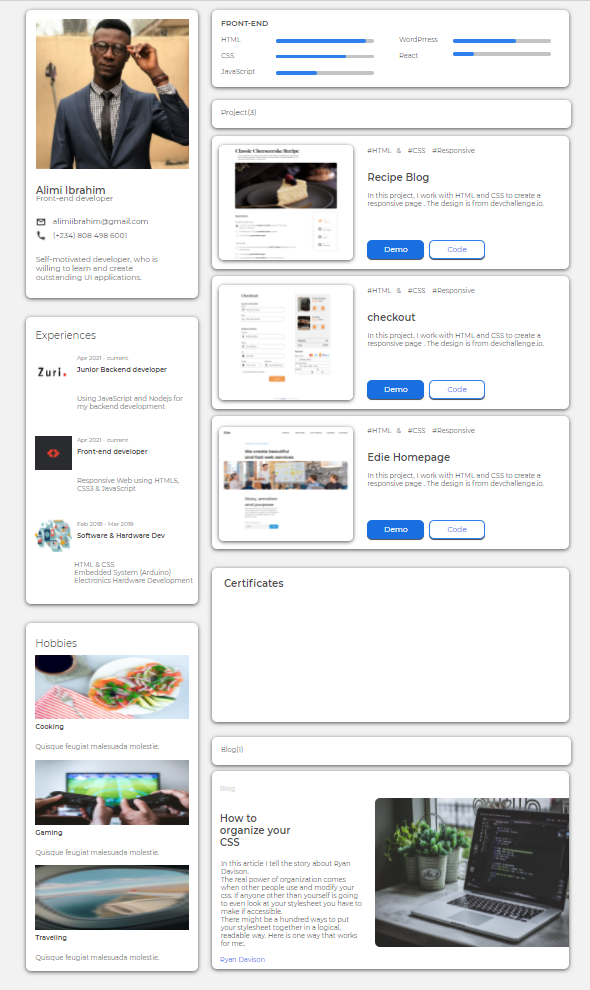 Alimi Ibrahim
Front-end developer
alimiibrahim@gmail.com
(+234) 808 498 6001
Self-motivated developer, who is
willing to learn and create
outstanding UI applications.
Experiences
Zuri.
Apr 2021 - current
Junior Backend developer
Using JavaScript and Nodejs for
my backend development
Apr 2021 - current
Front-end developer
Responsive Web using HTML5,
CSS3 & JavaScript
Feb 2018 - Mar 2019
Software & Hardware Dev
HTML & CSS
Embedded System (Arduino)
Electronics Hardware Development
Hobbies
Cooking
Quisque feugiat malesuada molestie.
Gaming
Quisque feugiat malesuada molestie.
Traveling
Quisque feugiat malesuada molestie.
FRONT-END
HTML
CSS
JavaScript
WordPrress
React
Project(3)
Classic Cheesecake Recipe
#HTML & #CSS #Responsive
Recipe Blog
In this project, I work with HTML and CSS to create a
responsive page . The design is from devchallenge.io.
Demo Code
Checkout
#HTML & #CSS #Responsive
checkout
In this project, I work with HTML and CSS to create a
responsive page . The design is from devchallenge.io.
Demo Code
Edie
We create beautiful
and fast web services
Story, emotion
and purpose
#HTML & #CSS #Responsive
Edie Homepage
In this project, I work with HTML and CSS to create a
responsive page . The design is from devchallenge.io.
Demo Code
Certificates
Blog(1)
Blog
How to
organize your
CSS
In this article I tell the story about Ryan
Davison.
The real power of organization comes
when other people use and modify your
css. If anyone other than yourself is going
to even look at your stylesheet you have to
make if accessible.
There might be a hundred ways to put
your stylesheet together in a logical,
readable way. Here is one way that works
for me:.
Ryan Davison